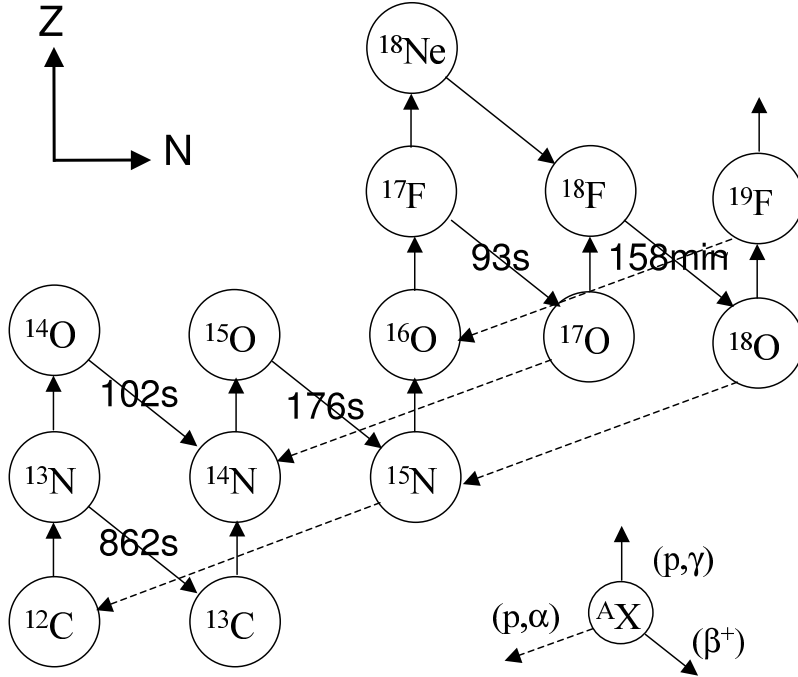 Z
N
¹⁸Ne
¹⁷F
¹⁸F
¹⁹F
93s
158min
¹⁴O
¹⁵O
¹⁶O
¹⁷O
¹⁸O
102s
176s
¹³N
¹⁴N
¹⁵N
862s
¹²C
¹³C
(p,γ)
(p,α)
ᴬX
(β⁺)